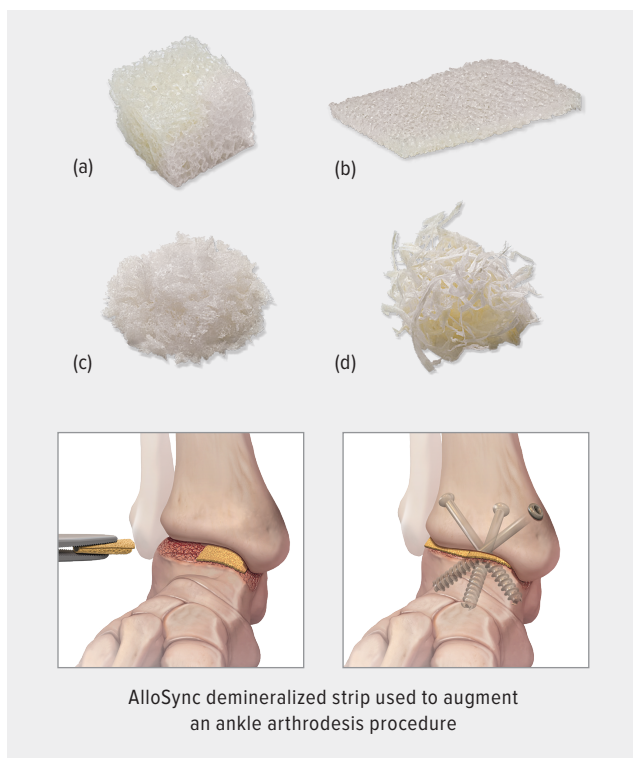 (a)
(b)
(c)
(d)
AlloSync demineralized strip used to augment
an ankle arthrodesis procedure